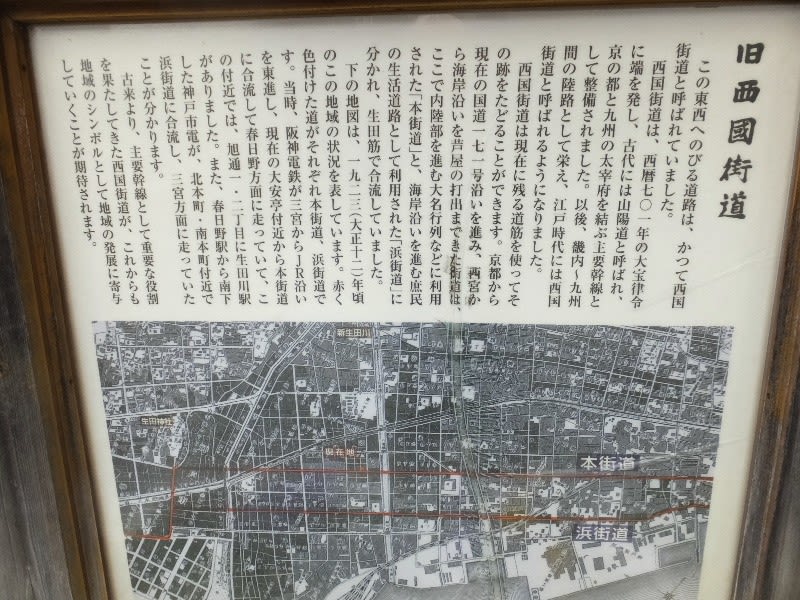 旧西國街道
この東西へのびる道路は、かつて西国
街道と呼ばれていました。
西国街道は、西暦七〇一年の大宝律令
に端を発し、古代には山陽道と呼ばれ、
京の都と九州の太宰府を結ぶ主要幹線と
して整備されました。以後、畿内〜九州
間の陸路として栄え、江戸時代には西国
街道と呼ばれるようになりました。
西国街道は現在に残る道筋を使ってそ
の跡をたどることができます。京都から
現在の国道一七一号沿いを進み、西宮か
ら海岸沿いを芦屋の打出まできた街道は、
ここで内陸部を進む大名行列などに利用
された「本街道」と、海岸沿いを進む庶民
の生活道路として利用された「浜街道」に
分かれ、生田筋で合流していました。
下の地図は、一九二三(大正十二)年頃
のこの地域の状況を表しています。赤く
色付けた道がそれぞれ本街道、浜街道で
す。当時、阪神電鉄が三宮からJR沿い
を東進し、現在の大安亭付近から本街道
に合流して春日野方面に走っていて、こ
の付近では、旭通一・二丁目に生田川駅
がありました。また、春日野駅から南下
した神戸市電が、北本町・南本町付近で
浜街道に合流し、三宮方面に走っていた
ことが分かります。
古来より、主要幹線として重要な役割
を果たしてきた西国街道が、これからも
地域のシンボルとして地域の発展に寄与
していくことが期待されます。
新生田川
生田神社
現在地
本街道
浜街道